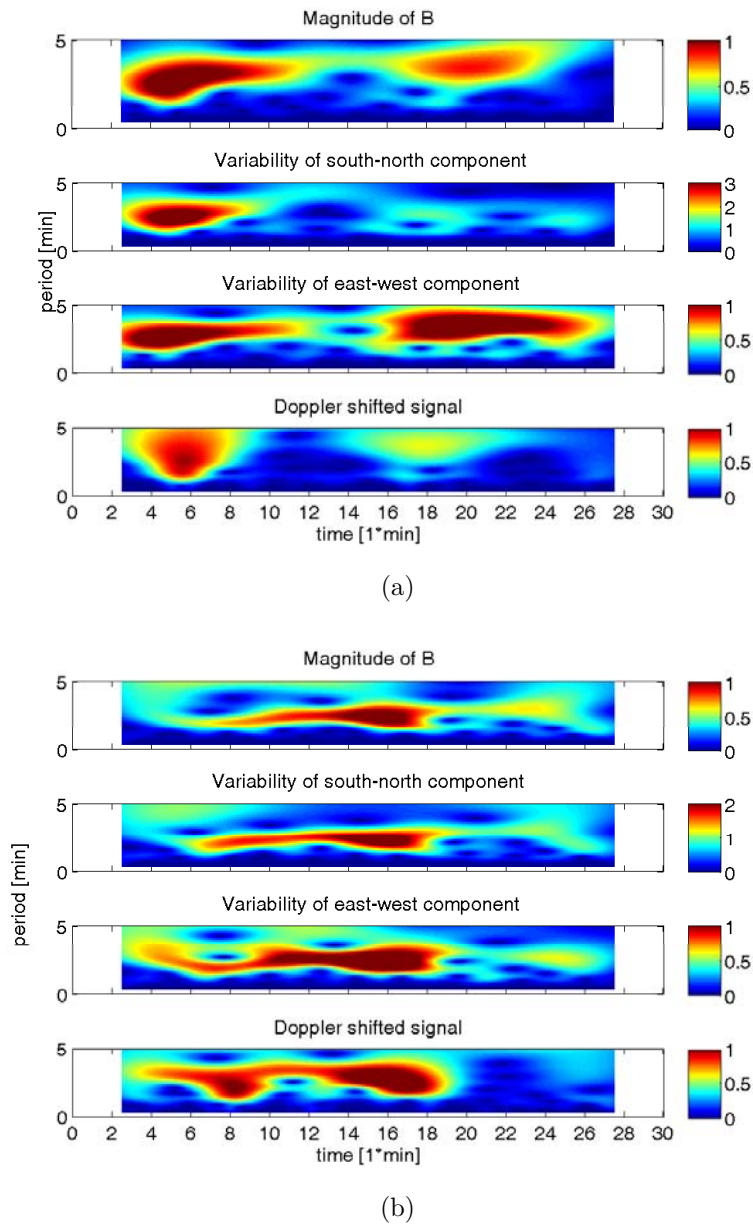 Magnitude of B
5
0
1
0.5
0
Variability of south-north component
5
0
3
2
1
0
period [min]
Variability of east-west component
5
0
1
0.5
0
Doppler shifted signal
5
0
1
0.5
0
0 2 4 6 8 10 12 14 16 18 20 22 24 26 28 30
time [1*min]
(a)
Magnitude of B
5
0
1
0.5
0
Variability of south-north component
5
0
2
1
0
period [min]
Variability of east-west component
5
0
1
0.5
0
Doppler shifted signal
5
0
1
0.5
0
0 2 4 6 8 10 12 14 16 18 20 22 24 26 28 30
time [1*min]
(b)